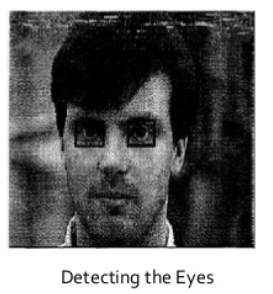 Detecting the Eyes